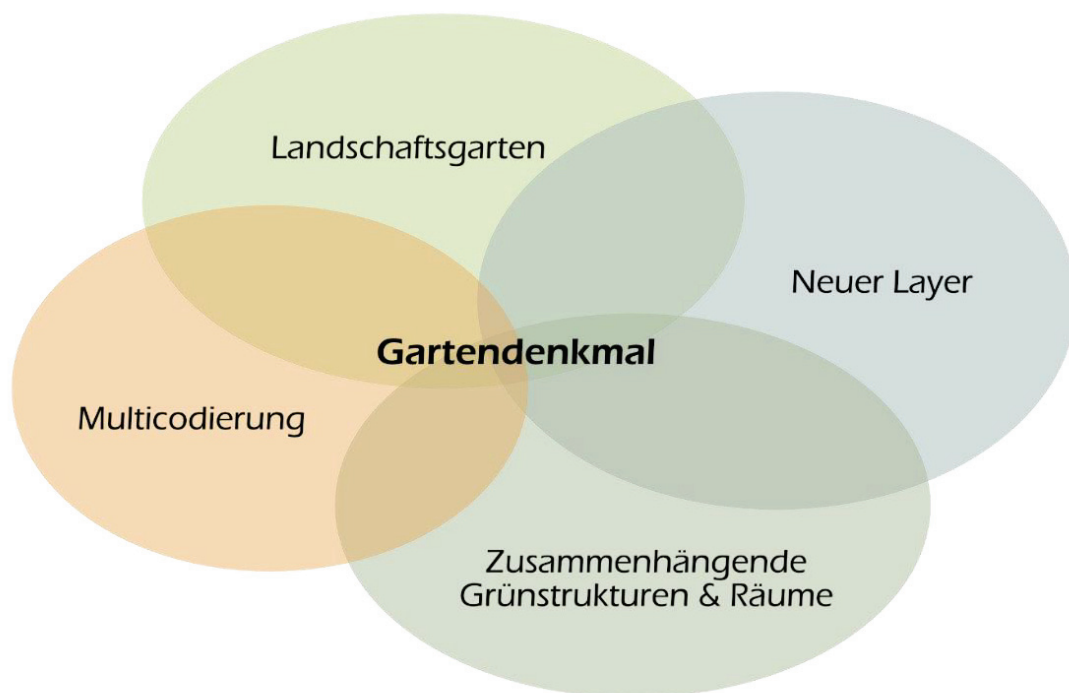 Landschaftsgarten
Neuer Layer
Gartendenkmal
Multicodierung
Zusammenhängende
Grünstrukturen & Räume